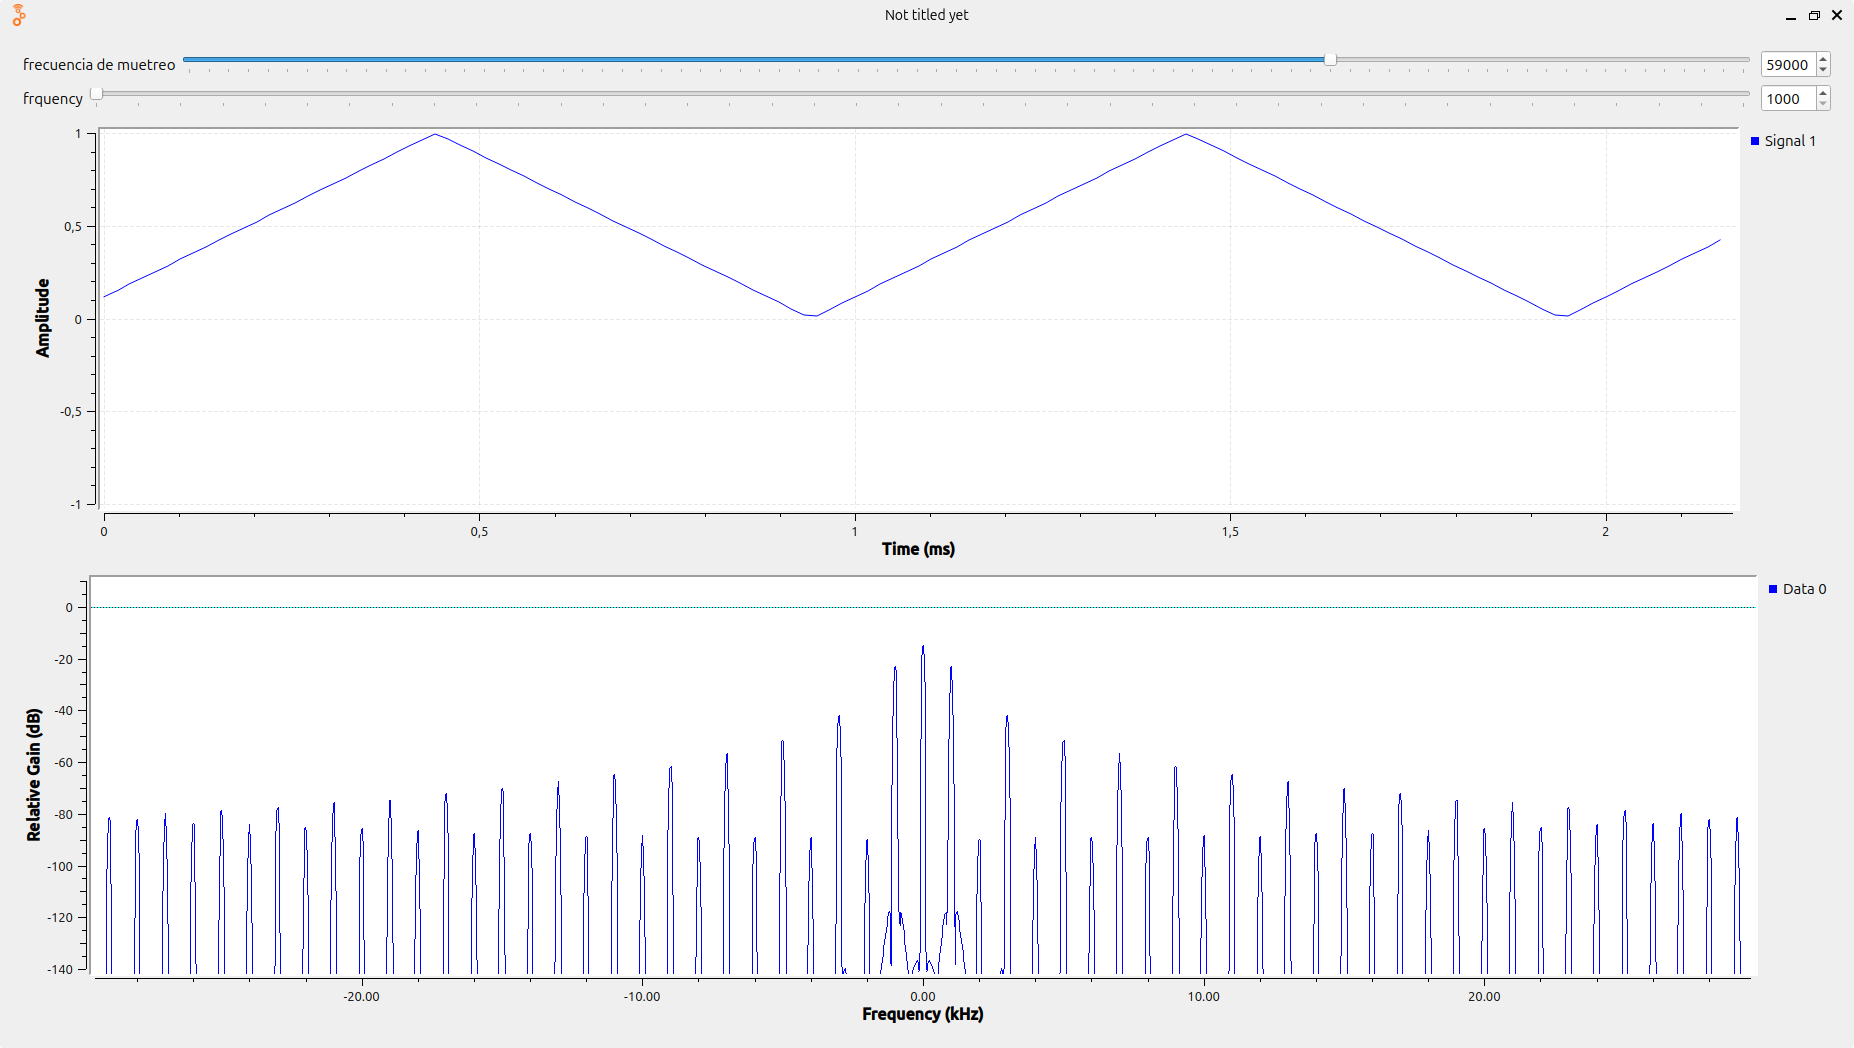 Not titled yet
frecuencia de muetreo 59000
frquency 1000
Signal 1
1
0,5
0
-0,5
-1
Amplitude
0 0,5 1 1,5 2
Time (ms)
Data 0
0
-20
-40
-60
-80
-100
-120
-140
Relative Gain (dB)
-20.00 -10.00 0.00 10.00 20.00
Frequency (kHz)